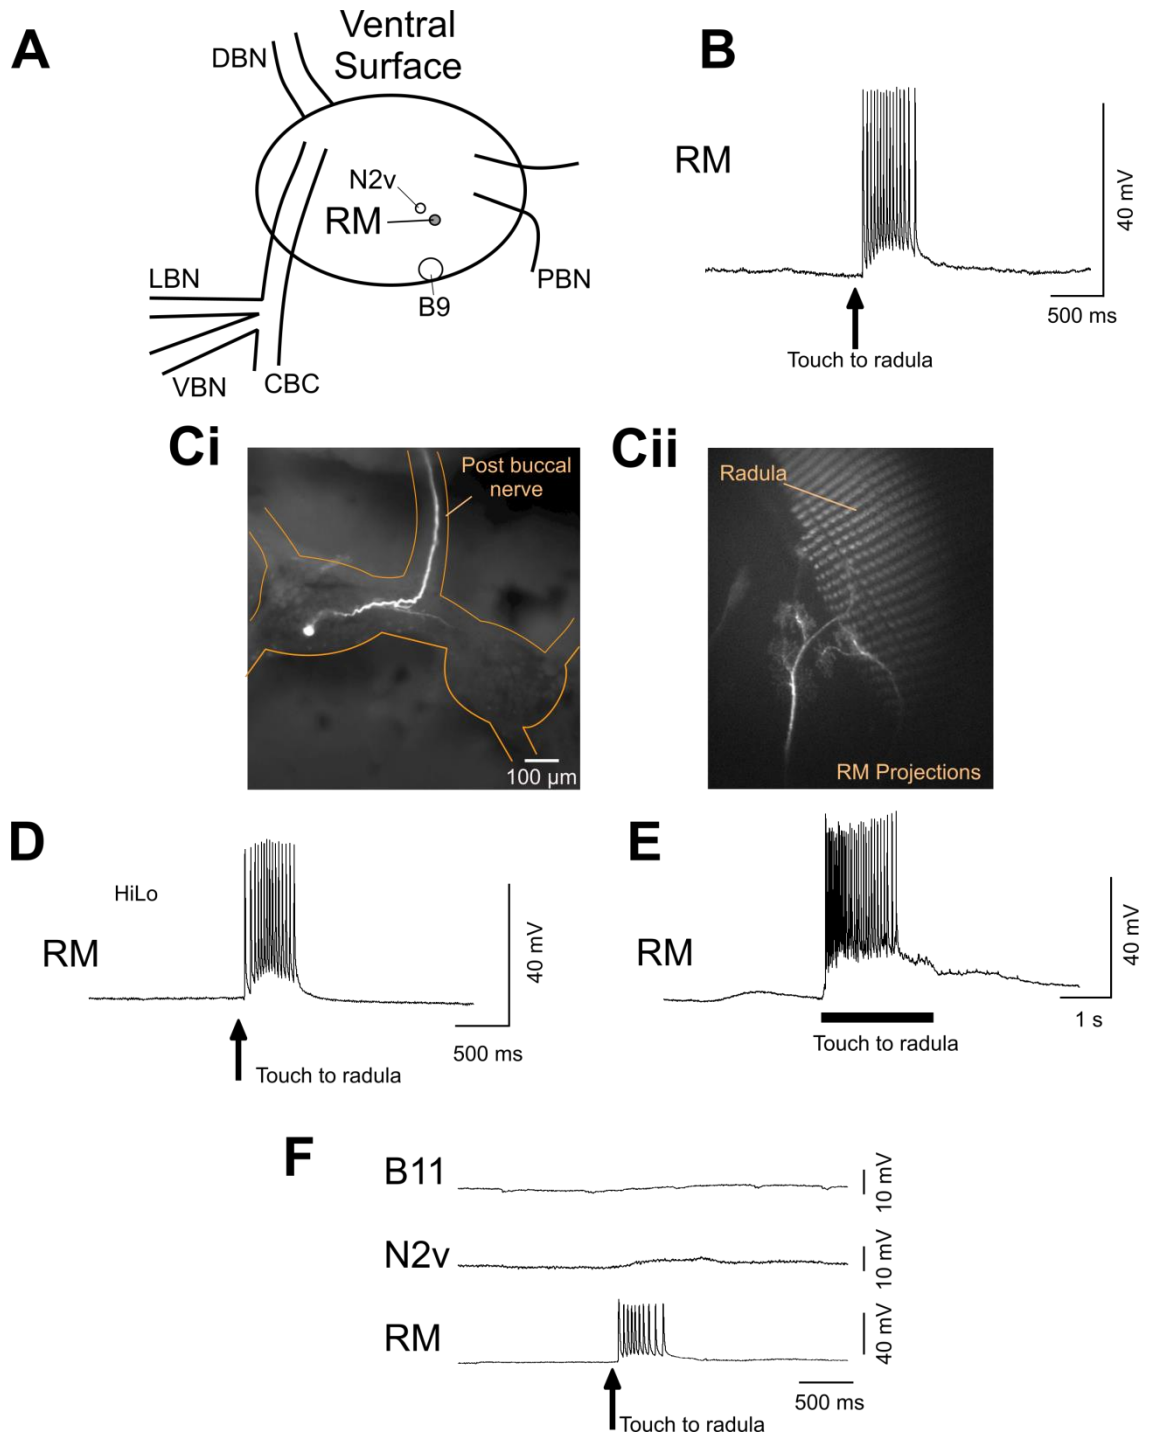 A
Ventral
Surface
DBN
N2v
RM
LBN
B9
PBN
VBN
CBC
B
RM
40 mV
500 ms
Touch to radula
Ci
Post buccal
nerve
100 µm
Cii
Radula
RM Projections
D
HiLo
RM
40 mV
500 ms
Touch to radula
E
RM
40 mV
1 s
Touch to radula
F
B11
10 mV
N2v
10 mV
RM
40 mV
500 ms
Touch to radula